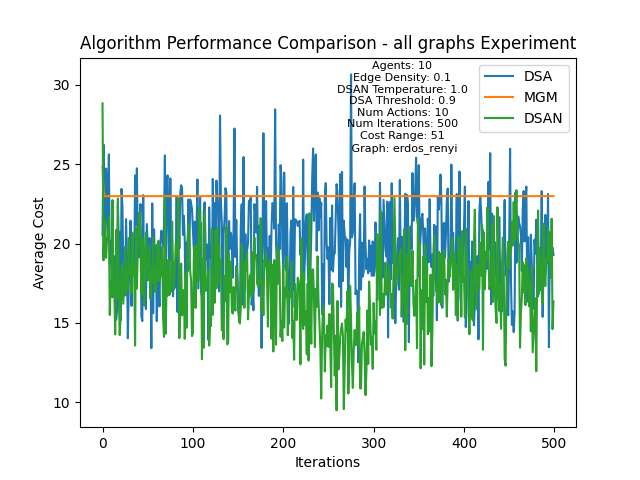 Algorithm Performance Comparison - all graphs Experiment
Agents: 10
Edge Density: 0.1
DSAN Temperature: 1.0
DSA Threshold: 0.9
Num Actions: 10
Num Iterations: 500
Cost Range: 51
Graph: erdos_renyi
DSA
MGM
DSAN
Average Cost
30
25
20
15
10
0
100
200
300
400
500
Iterations